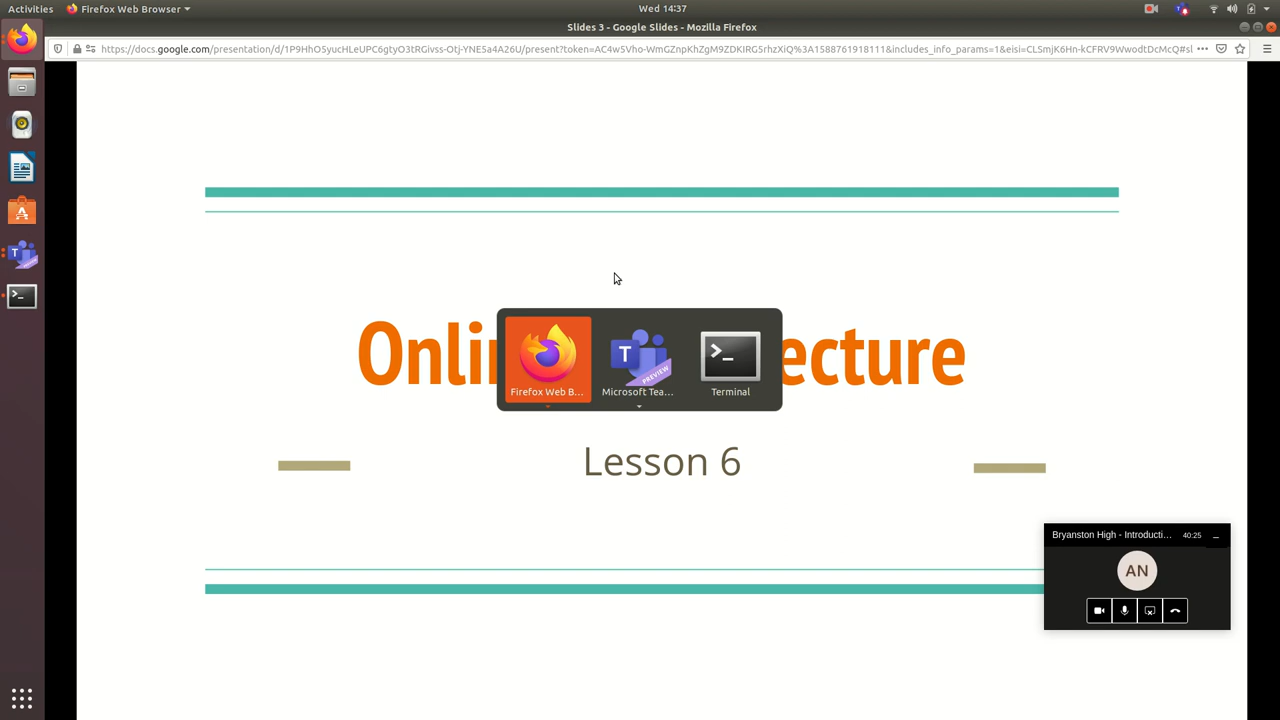 Activities Firefox Web Browser Wed 14:37
Slides 3 - Google Slides - Mozilla Firefox
https://docs.google.com/presentation/d/1P9HhOSyucHLeUPC6gtyO3tRGivss-Otj-YNE5a4A26U/present?token=AC4w5Vho-WmGZnpKhZgM9ZDKIRG5rhzXiQ%3A1588761918111&includes_info_params=1&eisi=CLSmjK6Hn-kCFRV9WwodtDcMcQ#sl
Onli ecture
Firefox Web B... Microsoft Tea... Terminal
PREVIEW
Lesson 6
Bryanston High - Introducti... 40:25
AN